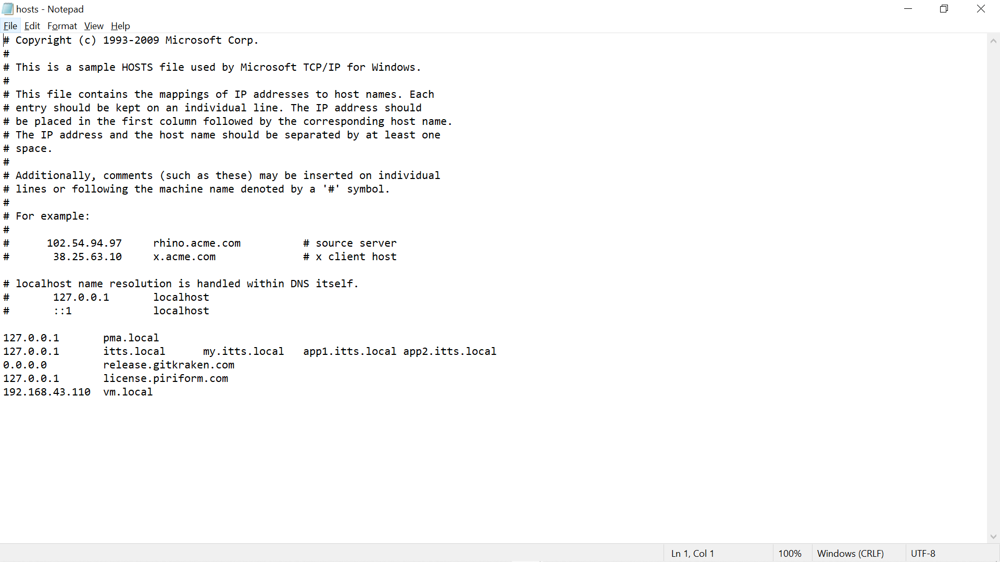 hosts - Notepad
File Edit Format View Help
# Copyright (c) 1993-2009 Microsoft Corp.
#
# This is a sample HOSTS file used by Microsoft TCP/IP for Windows.
#
# This file contains the mappings of IP addresses to host names. Each
# entry should be kept on an individual line. The IP address should
# be placed in the first column followed by the corresponding host name.
# The IP address and the host name should be separated by at least one
# space.
#
# Additionally, comments (such as these) may be inserted on individual
# lines or following the machine name denoted by a '#' symbol.
#
# For example:
#
#      102.54.94.97     rhino.acme.com          # source server
#       38.25.63.10     x.acme.com              # x client host

# localhost name resolution is handled within DNS itself.
#       127.0.0.1       localhost
#       ::1             localhost

127.0.0.1       pma.local
127.0.0.1       itts.local      my.itts.local   app1.itts.local app2.itts.local
0.0.0.0         release.gitkraken.com
127.0.0.1       license.piriform.com
192.168.43.110  vm.local
Ln 1, Col 1 100% Windows (CRLF) UTF-8